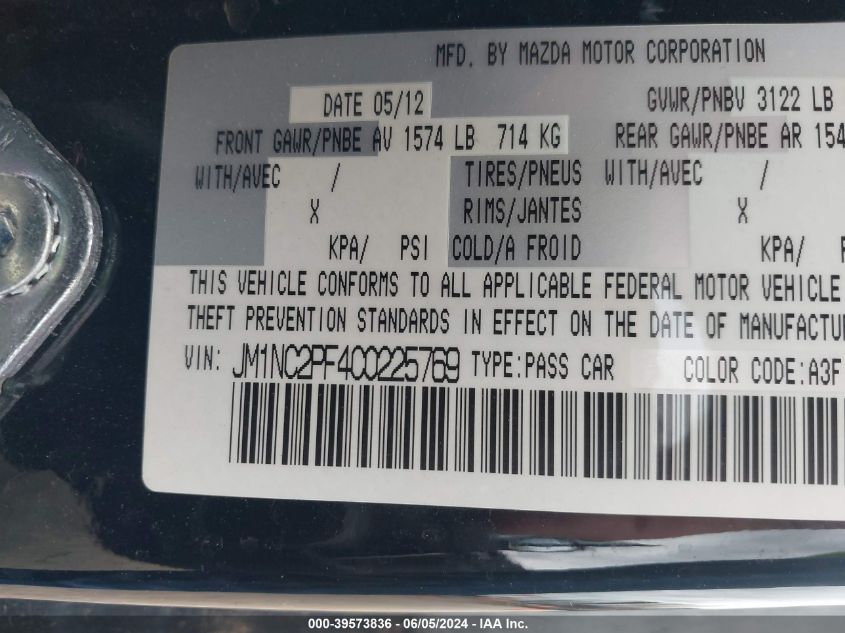 MFD. BY MAZDA MOTOR CORPORATION
DATE 05/12 GVWR/PNBV 3122 LB
FRONT GAWR/PNBE AV 1574 LB 714 KG REAR GAWR/PNBE AR 154
WITH/AVEC / TIRES/PNEUS WITH/AVEC /
X RIMS/JANTES X
KPA/ PSI COLD/A FROID KPA/
THIS VEHICLE CONFORMS TO ALL APPLICABLE FEDERAL MOTOR VEHICLE
THEFT PREVENTION STANDARDS IN EFFECT ON THE DATE OF MANUFACTU
VIN: JM1NC2PF4C0225769 TYPE:PASS CAR COLOR CODE:A3F
000-39573836 - 06/05/2024 - IAA Inc.